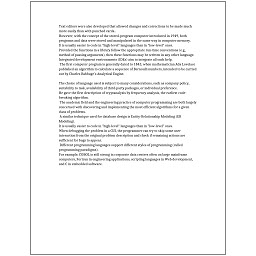 Text editors were also developed that allowed changes and corrections to be made much
more easily than with punched cards.
However, with the concept of the stored-program computer introduced in 1949, both
programs and data were stored and manipulated in the same way in computer memory.
It is usually easier to code in "high-level" languages than in "low-level" ones.
Provided the functions in a library follow the appropriate run-time conventions (e.g.,
method of passing arguments), then these functions may be written in any other language.
Integrated development environments (IDEs) aim to integrate all such help.
The first computer program is generally dated to 1843, when mathematician Ada Lovelace
published an algorithm to calculate a sequence of Bernoulli numbers, intended to be carried
out by Charles Babbage's Analytical Engine.
The choice of language used is subject to many considerations, such as company policy,
suitability to task, availability of third-party packages, or individual preference.
He gave the first description of cryptanalysis by frequency analysis, the earliest code-
breaking algorithm.
The academic field and the engineering practice of computer programming are both largely
concerned with discovering and implementing the most efficient algorithms for a given
class of problems.
A similar technique used for database design is Entity-Relationship Modeling (ER
Modeling).
It is usually easier to code in "high-level" languages than in "low-level" ones.
When debugging the problem in a GUI, the programmer can try to skip some user
interaction from the original problem description and check if remaining actions are
sufficient for bugs to appear.
Different programming languages support different styles of programming (called
programming paradigms).
For example, COBOL is still strong in corporate data centers often on large mainframe
computers, Fortran in engineering applications, scripting languages in Web development,
and C in embedded software.